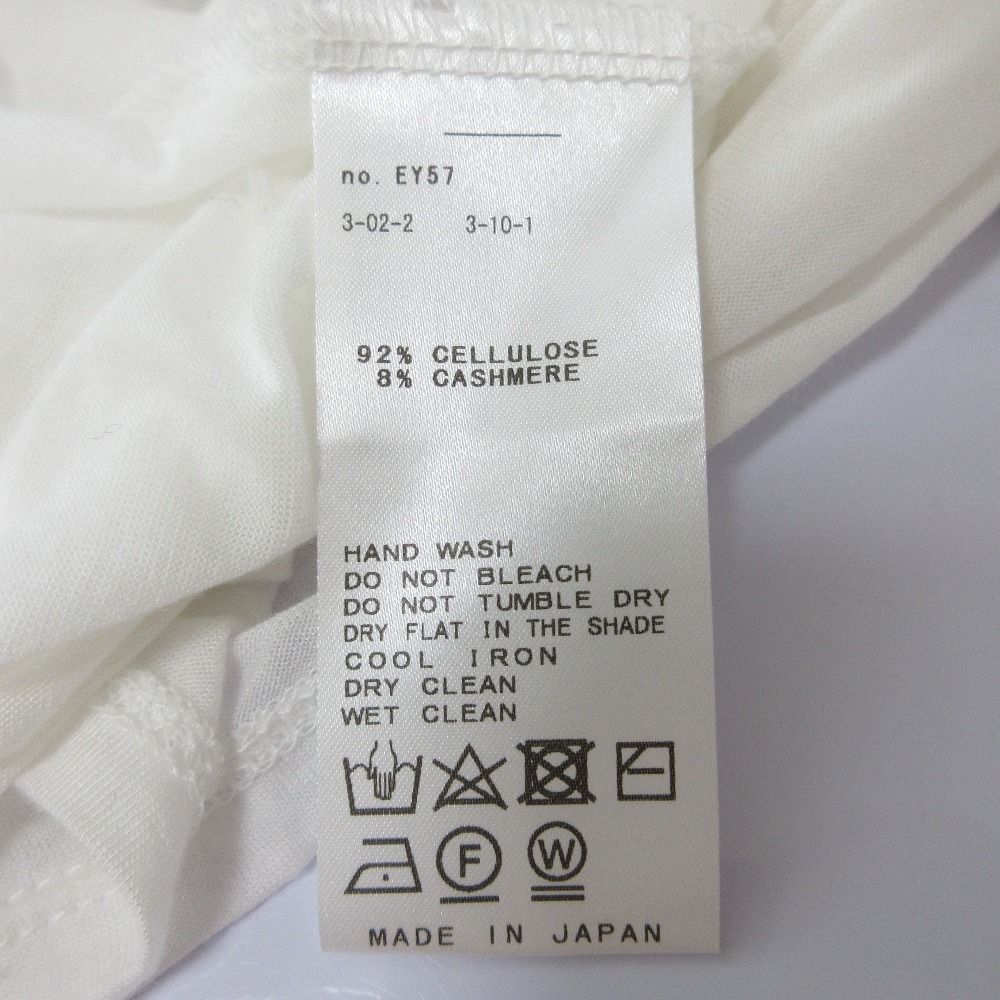 no. EY57
3-02-2 3-10-1
92% CELLULOSE
8% CASHMERE
HAND WASH
DO NOT BLEACH
DO NOT TUMBLE DRY
DRY FLAT IN THE SHADE
COOL IRON
DRY CLEAN
WET CLEAN
F W
MADE IN JAPAN